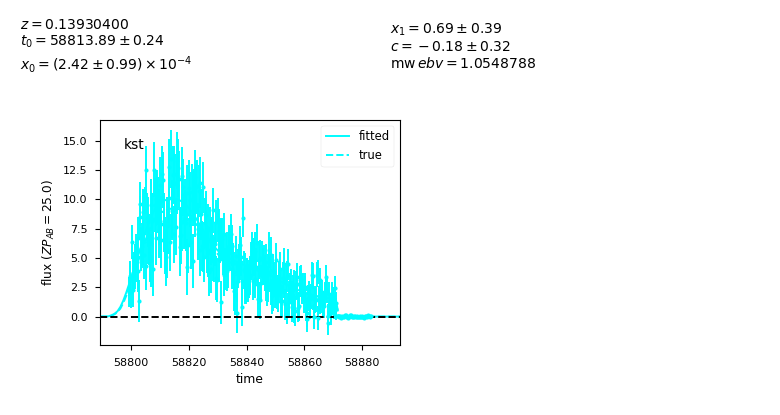 z = 0.13930400
t₀ = 58813.89 ± 0.24
x₀ = (2.42 ± 0.99) × 10⁻⁴
x₁ = 0.69 ± 0.39
c = −0.18 ± 0.32
mw ebv = 1.0548788
kst
fitted
true
15.0
12.5
10.0
7.5
5.0
2.5
0.0
flux (ZP_AB = 25.0)
58800 58820 58840 58860 58880
time